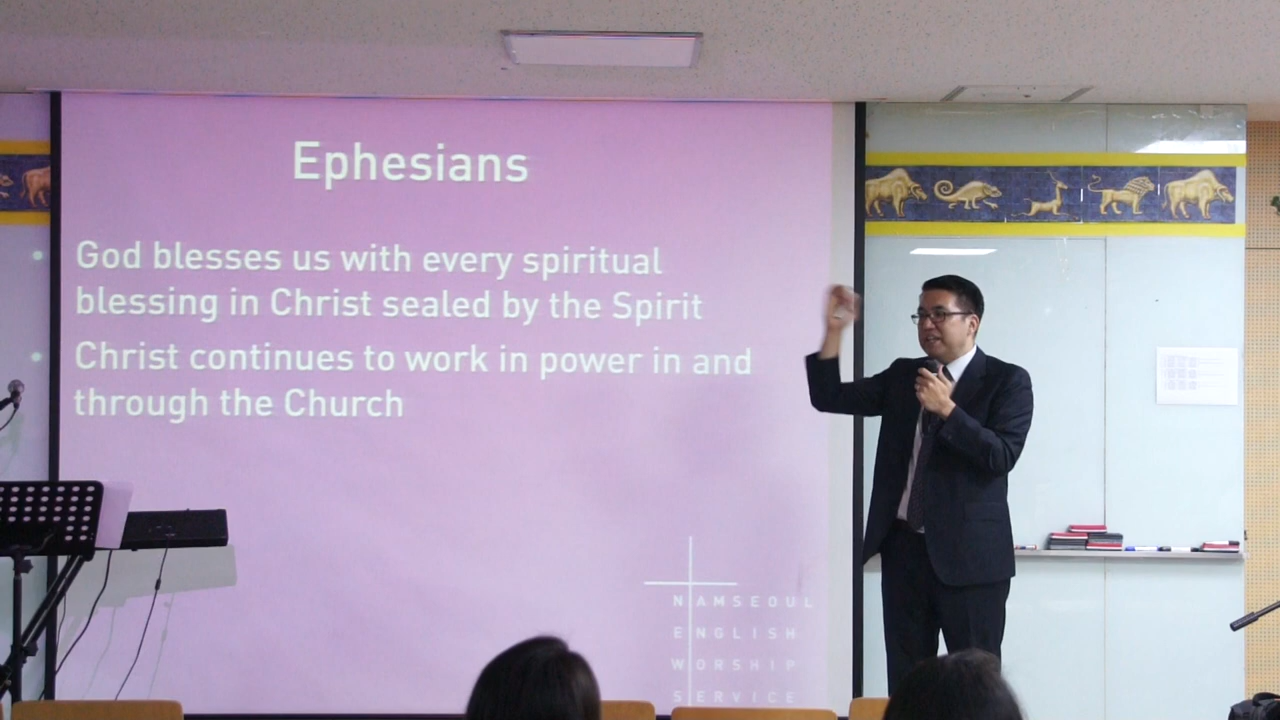 Ephesians
• God blesses us with every spiritual
blessing in Christ sealed by the Spirit
• Christ continues to work in power in and
through the Church
NAMSEOUL
ENGLISH
WORSHIP
SERVICE